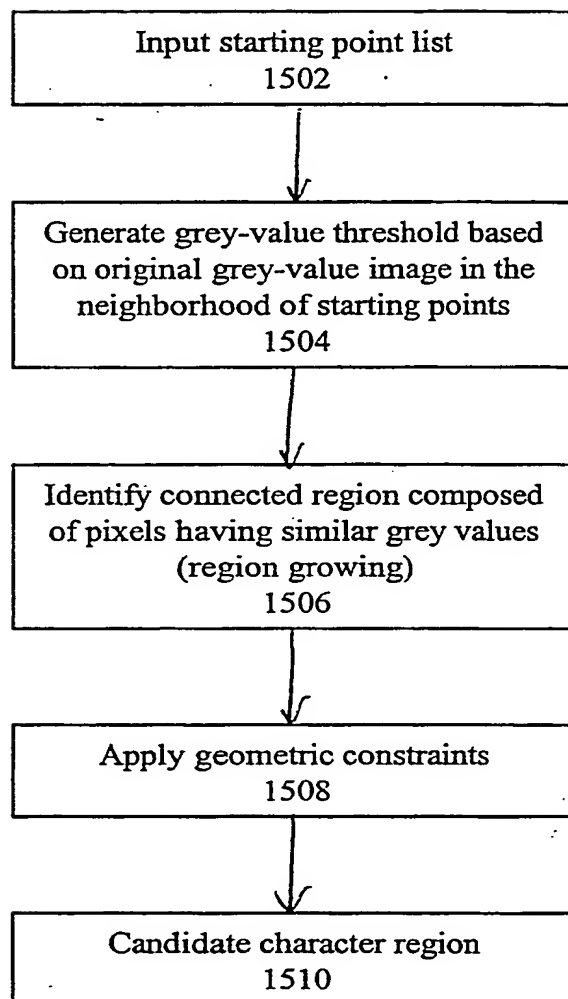 Input starting point list
1502
Generate grey-value threshold based
on original grey-value image in the
neighborhood of starting points
1504
Identify connected region composed
of pixels having similar grey values
(region growing)
1506
Apply geometric constraints
1508
Candidate character region
1510